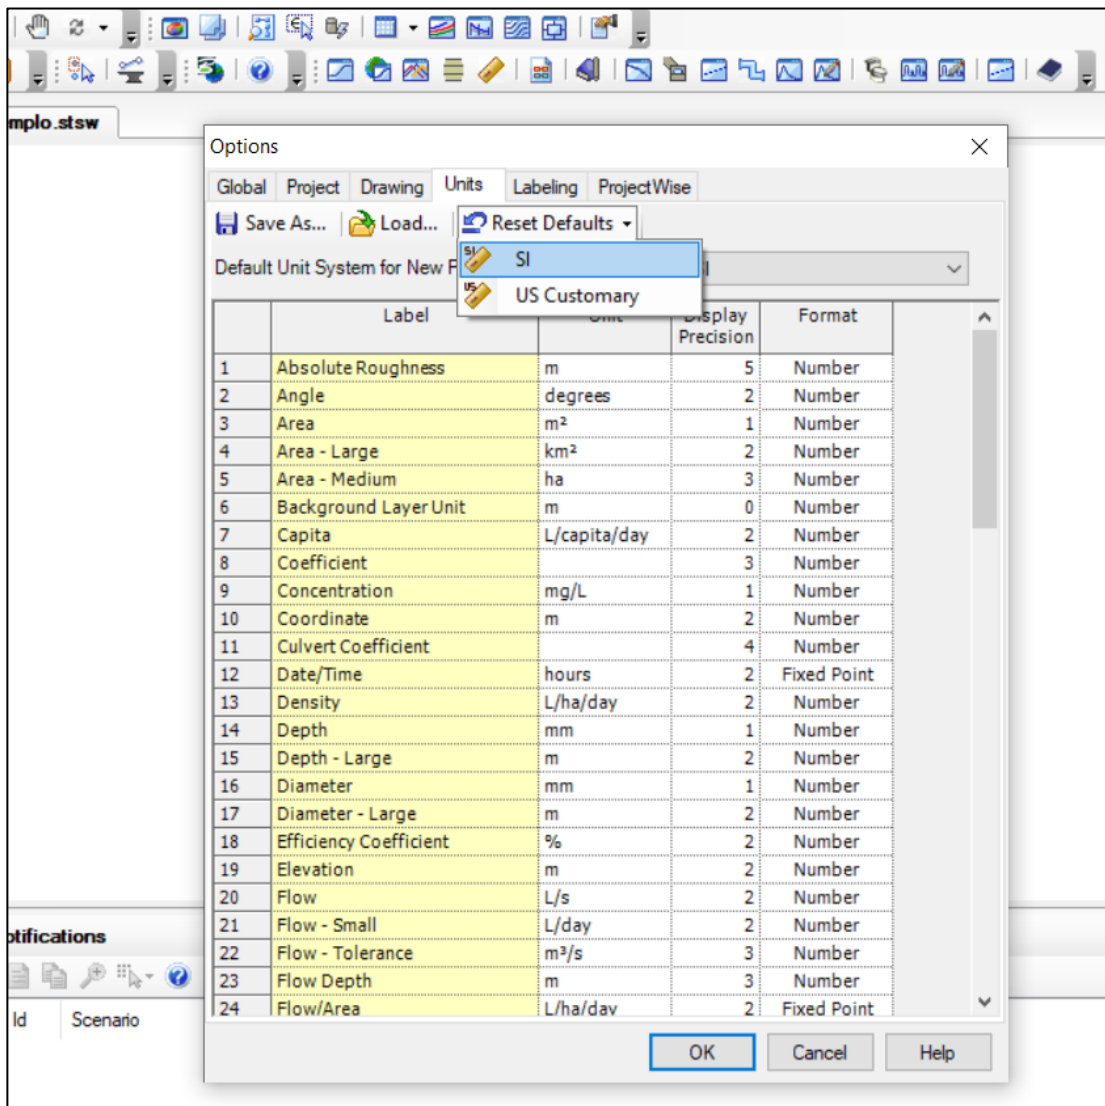 mplo.stsw
Options
Global Project Drawing Units Labeling ProjectWise
Save As... Load... Reset Defaults
SI
Default Unit System for New
US Customary
Label Display Precision Format
1 Absolute Roughness m 5 Number
2 Angle degrees 2 Number
3 Area m² 1 Number
4 Area - Large km² 2 Number
5 Area - Medium ha 3 Number
6 Background Layer Unit m 0 Number
7 Capita L/capita/day 2 Number
8 Coefficient 3 Number
9 Concentration mg/L 1 Number
10 Coordinate m 2 Number
11 Culvert Coefficient 4 Number
12 Date/Time hours 2 Fixed Point
13 Density L/ha/day 2 Number
14 Depth mm 1 Number
15 Depth - Large m 2 Number
16 Diameter mm 1 Number
17 Diameter - Large m 2 Number
18 Efficiency Coefficient % 2 Number
19 Elevation m 2 Number
20 Flow L/s 2 Number
21 Flow - Small L/day 2 Number
22 Flow - Tolerance m³/s 3 Number
23 Flow Depth m 3 Number
24 Flow/Area L/ha/day 2 Fixed Point
otifications
Id Scenario
OK Cancel Help